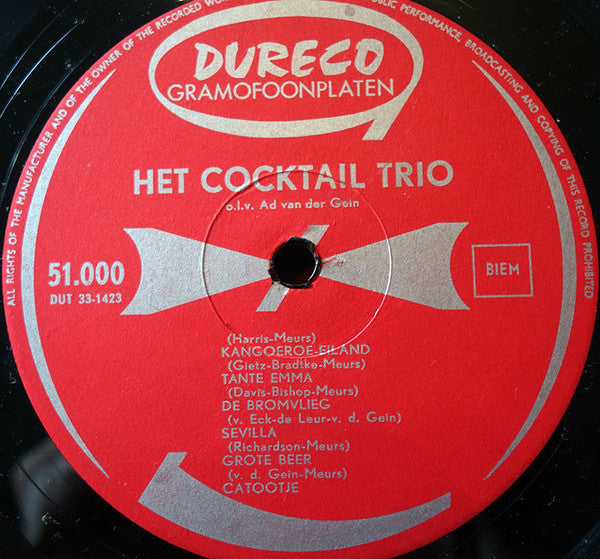 ALL RIGHTS OF THE MANUFACTURER AND OF THE OWNER OF THE RECORDED WOR
PUBLIC PERFORMANCE, BROADCASTING AND COPYING OF THIS RECORD PROHIBITED
DURECO
GRAMOFOONPLATEN
HET COCKTAIL TRIO
o.l.v. Ad van der Gein
51.000
DUT 33-1423
BIEM
(Harris-Meurs)
KANGOEROE-EILAND
(Gietz-Bradtke-Meurs)
TANTE EMMA
(Davis-Bishop-Meurs)
DE BROMVLIEG
(v. Eck-de Leur-v. d. Gein)
SEVILLA
(Richardson-Meurs)
GROTE BEER
(v. d. Gein-Meurs)
CATOOTJE